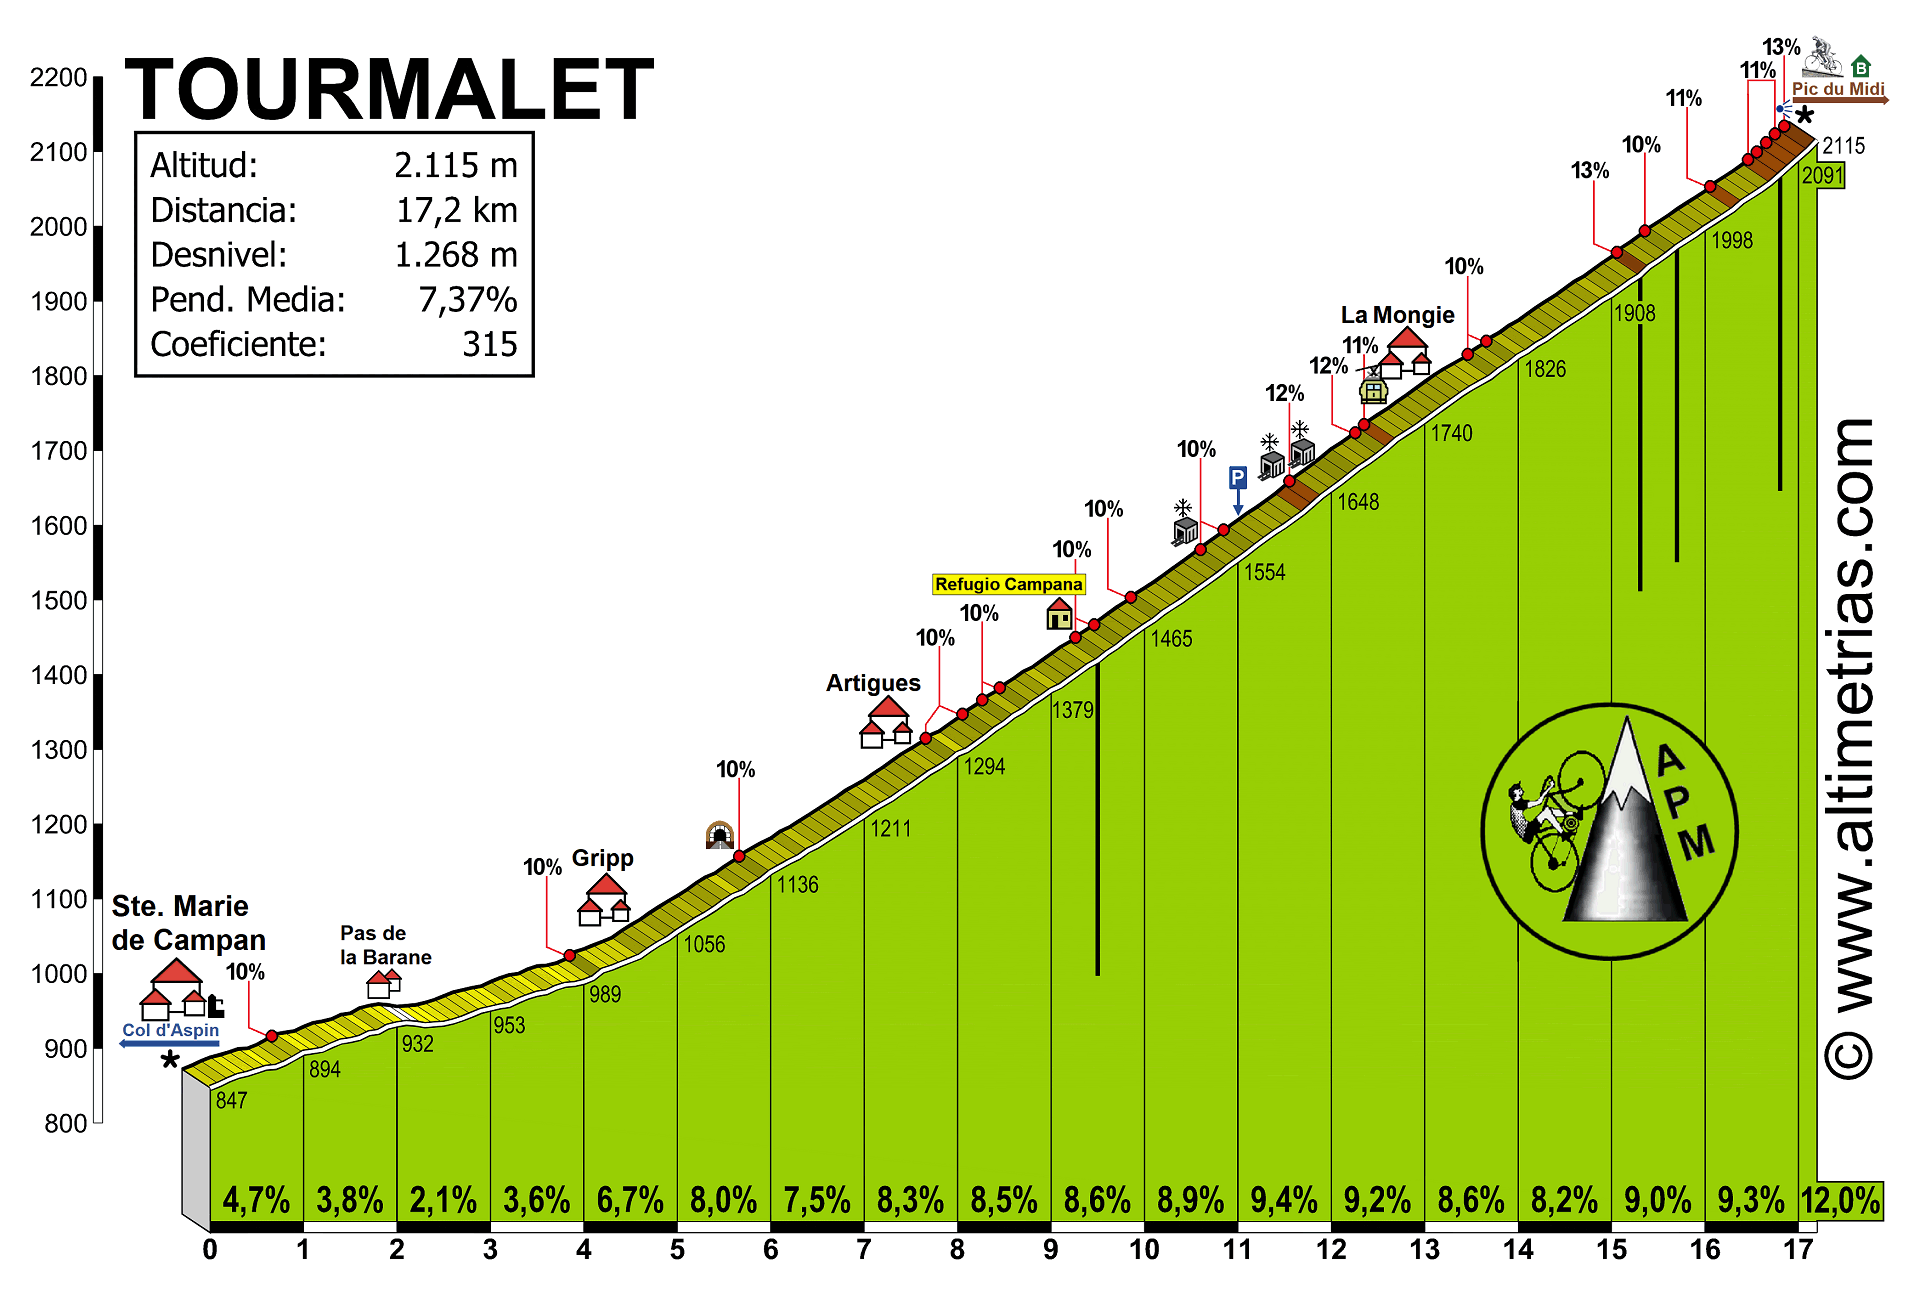 TOURMALET
Altitud: 2.115 m
Distancia: 17,2 km
Desnivel: 1.268 m
Pend. Media: 7,37%
Coeficiente: 315
2200
2100
2000
1900
1800
1700
1600
1500
1400
1300
1200
1100
1000
900
800
Ste. Marie
de Campan
Col d'Aspin
*
10%
Pas de
la Barane
10%
Gripp
10%
Artigues
10%
10%
Refugio Campana
10%
10%
10%
P
12%
12%
11%
La Mongie
10%
13%
10%
11%
11%
13%
B
Pic du Midi
*
847
894
932
953
989
1056
1136
1211
1294
1379
1465
1554
1648
1740
1826
1908
1998
2091
2115
A
P
M
© www.altimetrias.com
4,7% 3,8% 2,1% 3,6% 6,7% 8,0% 7,5% 8,3% 8,5% 8,6% 8,9% 9,4% 9,2% 8,6% 8,2% 9,0% 9,3% 12,0%
0 1 2 3 4 5 6 7 8 9 10 11 12 13 14 15 16 17